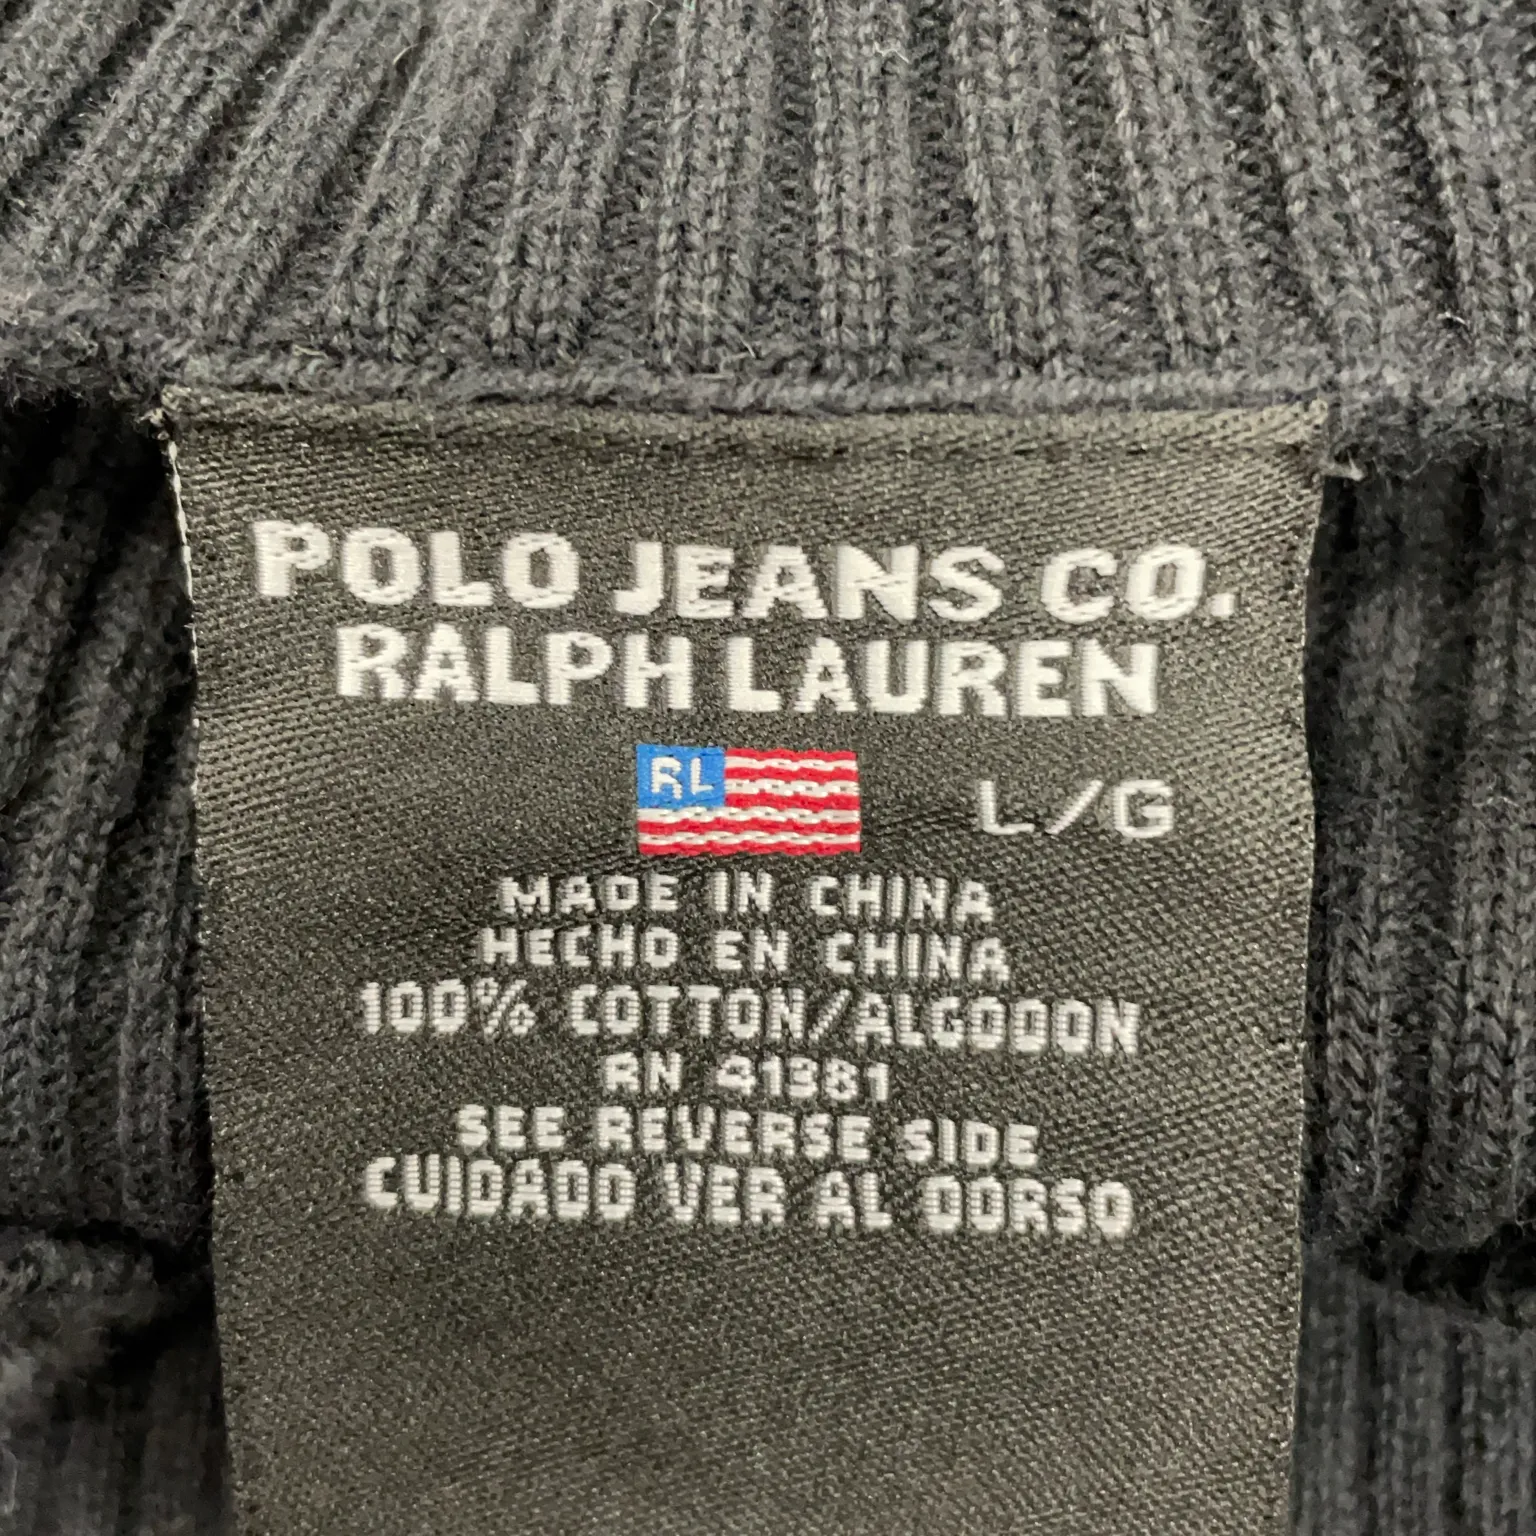 POLO JEANS CO.
RALPH LAUREN
RL
L/G
MADE IN CHINA
HECHO EN CHINA
100% COTTON/ALGODON
RN 41381
SEE REVERSE SIDE
CUIDADO VER AL DORSO